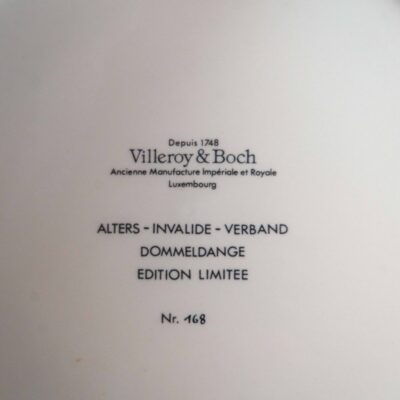 Depuis 1748
Villeroy & Boch
Ancienne Manufacture Impériale et Royale
Luxembourg
ALTERS - INVALIDE - VERBAND
DOMMELDANGE
EDITION LIMITEE
Nr. 168